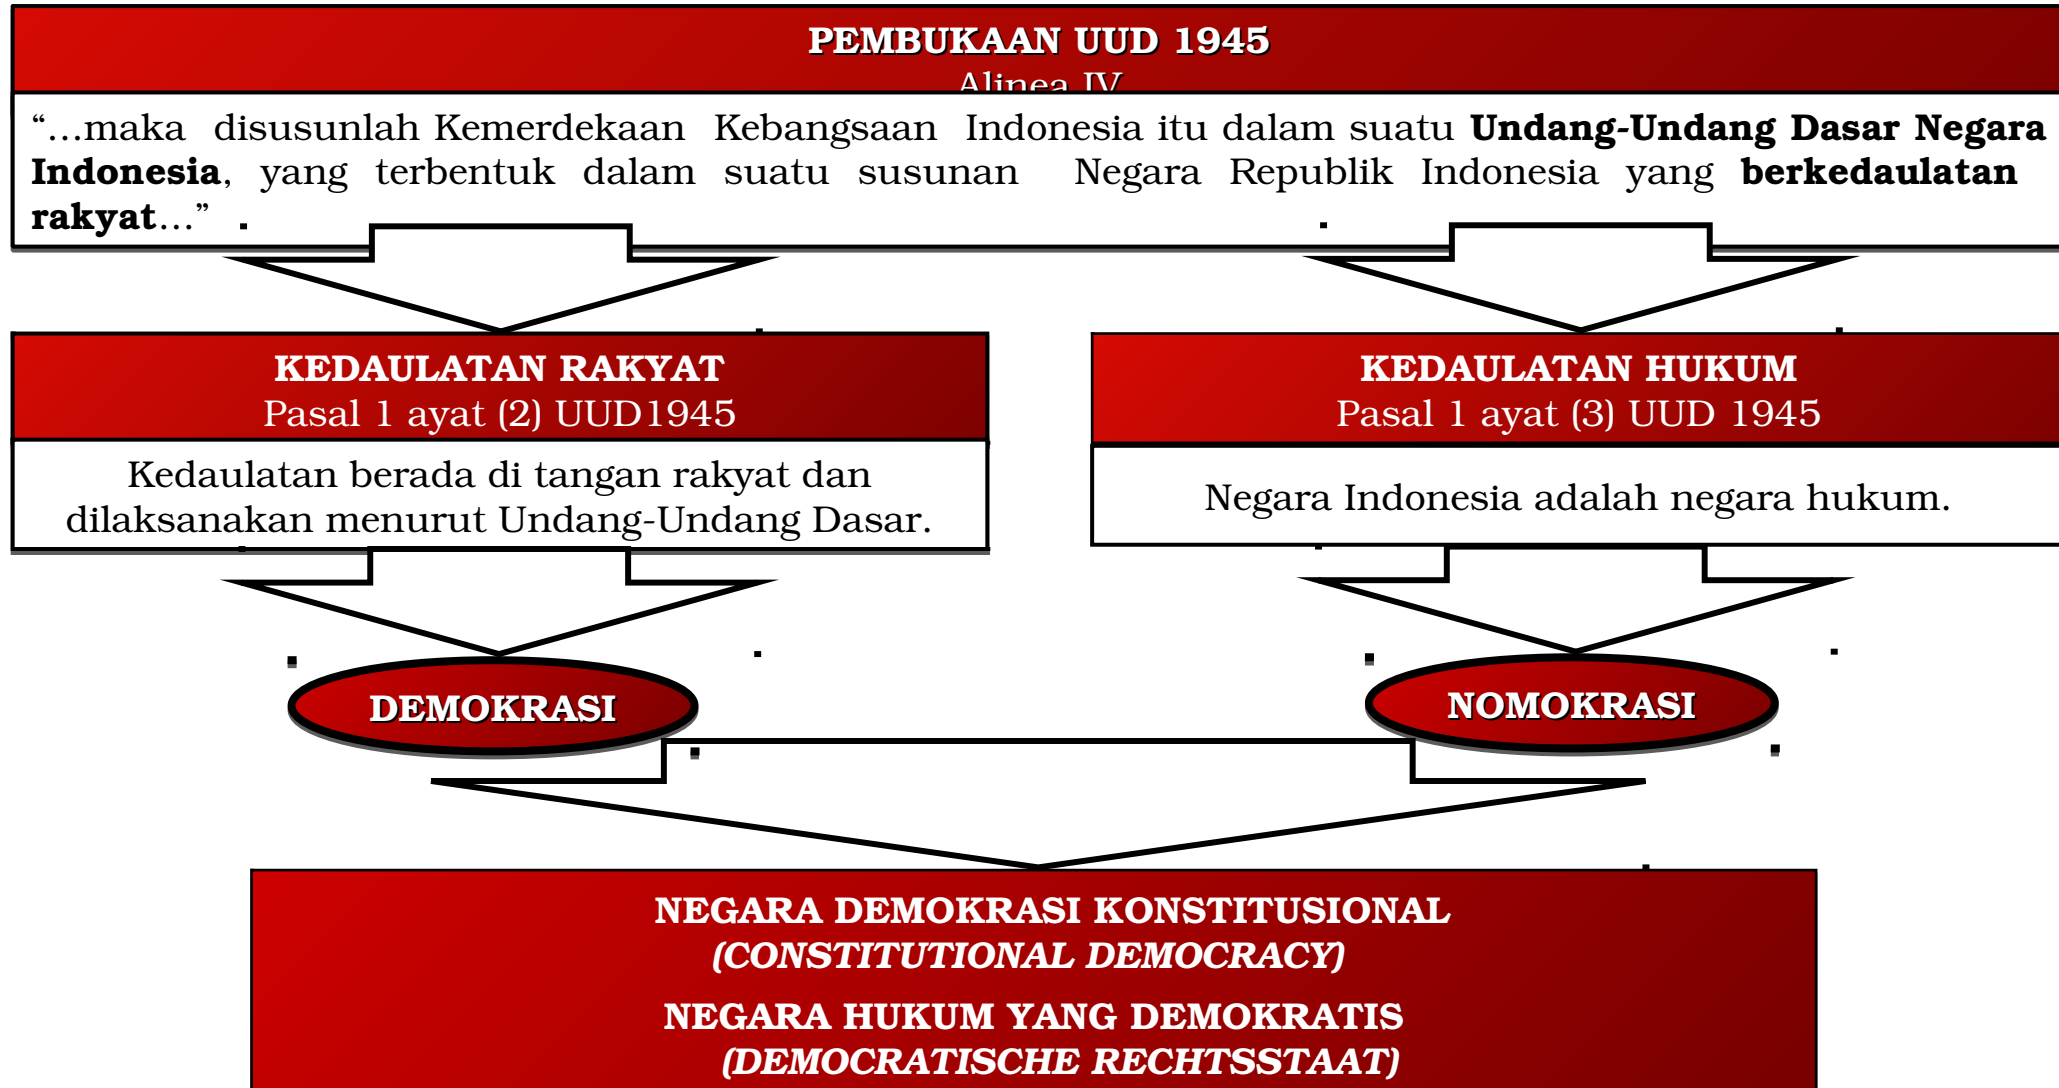 PEMBUKAAN UUD 1945
Alinea IV
“…maka disusunlah Kemerdekaan Kebangsaan Indonesia itu dalam suatu Undang-Undang Dasar Negara
Indonesia, yang terbentuk dalam suatu susunan Negara Republik Indonesia yang berkedaulatan
rakyat…”
KEDAULATAN RAKYAT
Pasal 1 ayat (2) UUD1945
Kedaulatan berada di tangan rakyat dan
dilaksanakan menurut Undang-Undang Dasar.
KEDAULATAN HUKUM
Pasal 1 ayat (3) UUD 1945
Negara Indonesia adalah negara hukum.
DEMOKRASI
NOMOKRASI
NEGARA DEMOKRASI KONSTITUSIONAL
(CONSTITUTIONAL DEMOCRACY)
NEGARA HUKUM YANG DEMOKRATIS
(DEMOCRATISCHE RECHTSSTAAT)